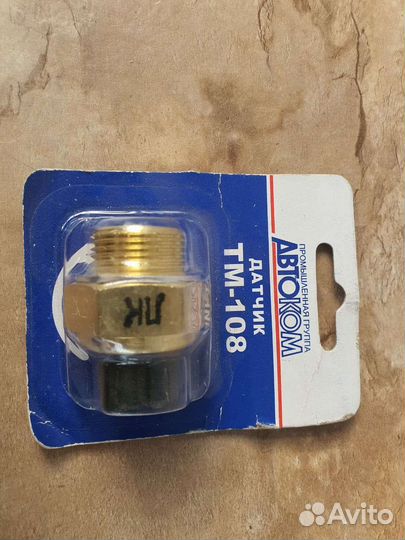 ПРОМЫШЛЕННАЯ ГРУППА
АВТОКОМ
ДАТЧИК
ТМ-108
ЛК
Avito